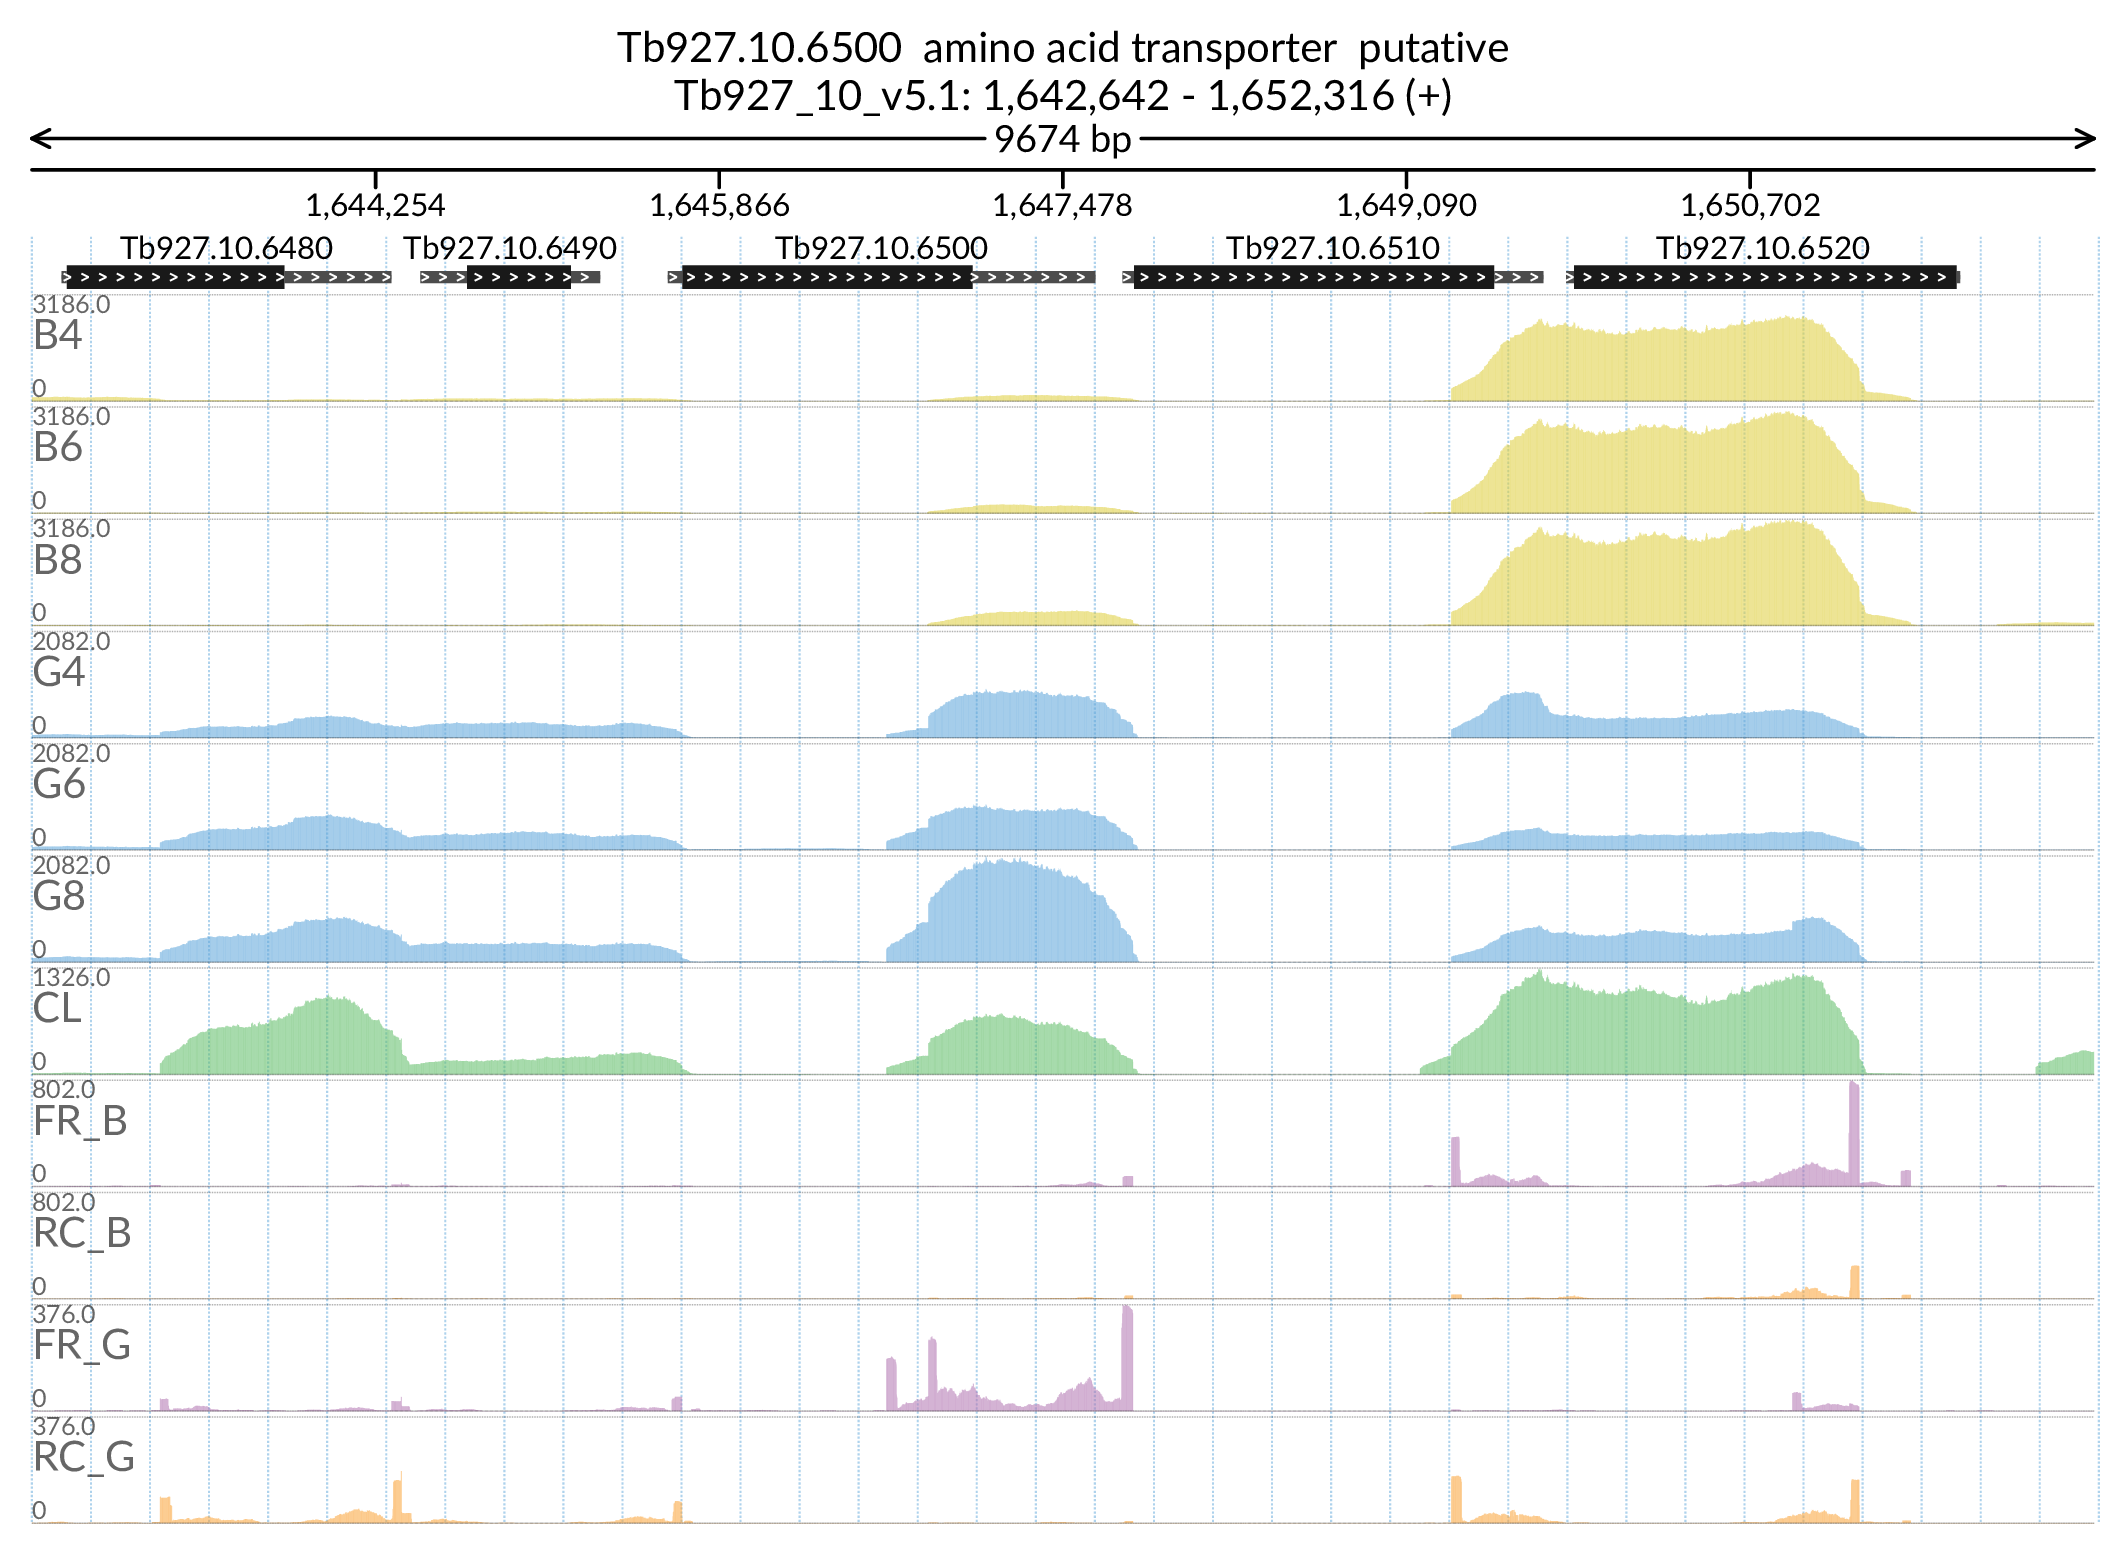 Tb927.10.6500 amino acid transporter putative
Tb927_10_v5.1: 1,642,642 - 1,652,316 (+)
9674 bp
1,644,254 1,645,866 1,647,478 1,649,090 1,650,702
Tb927.10.6480 Tb927.10.6490 Tb927.10.6500 Tb927.10.6510 Tb927.10.6520
3186.0
B4
0
3186.0
B6
0
3186.0
B8
0
2082.0
G4
0
2082.0
G6
0
2082.0
G8
0
1326.0
CL
0
802.0
FR_B
0
802.0
RC_B
0
376.0
FR_G
0
376.0
RC_G
0